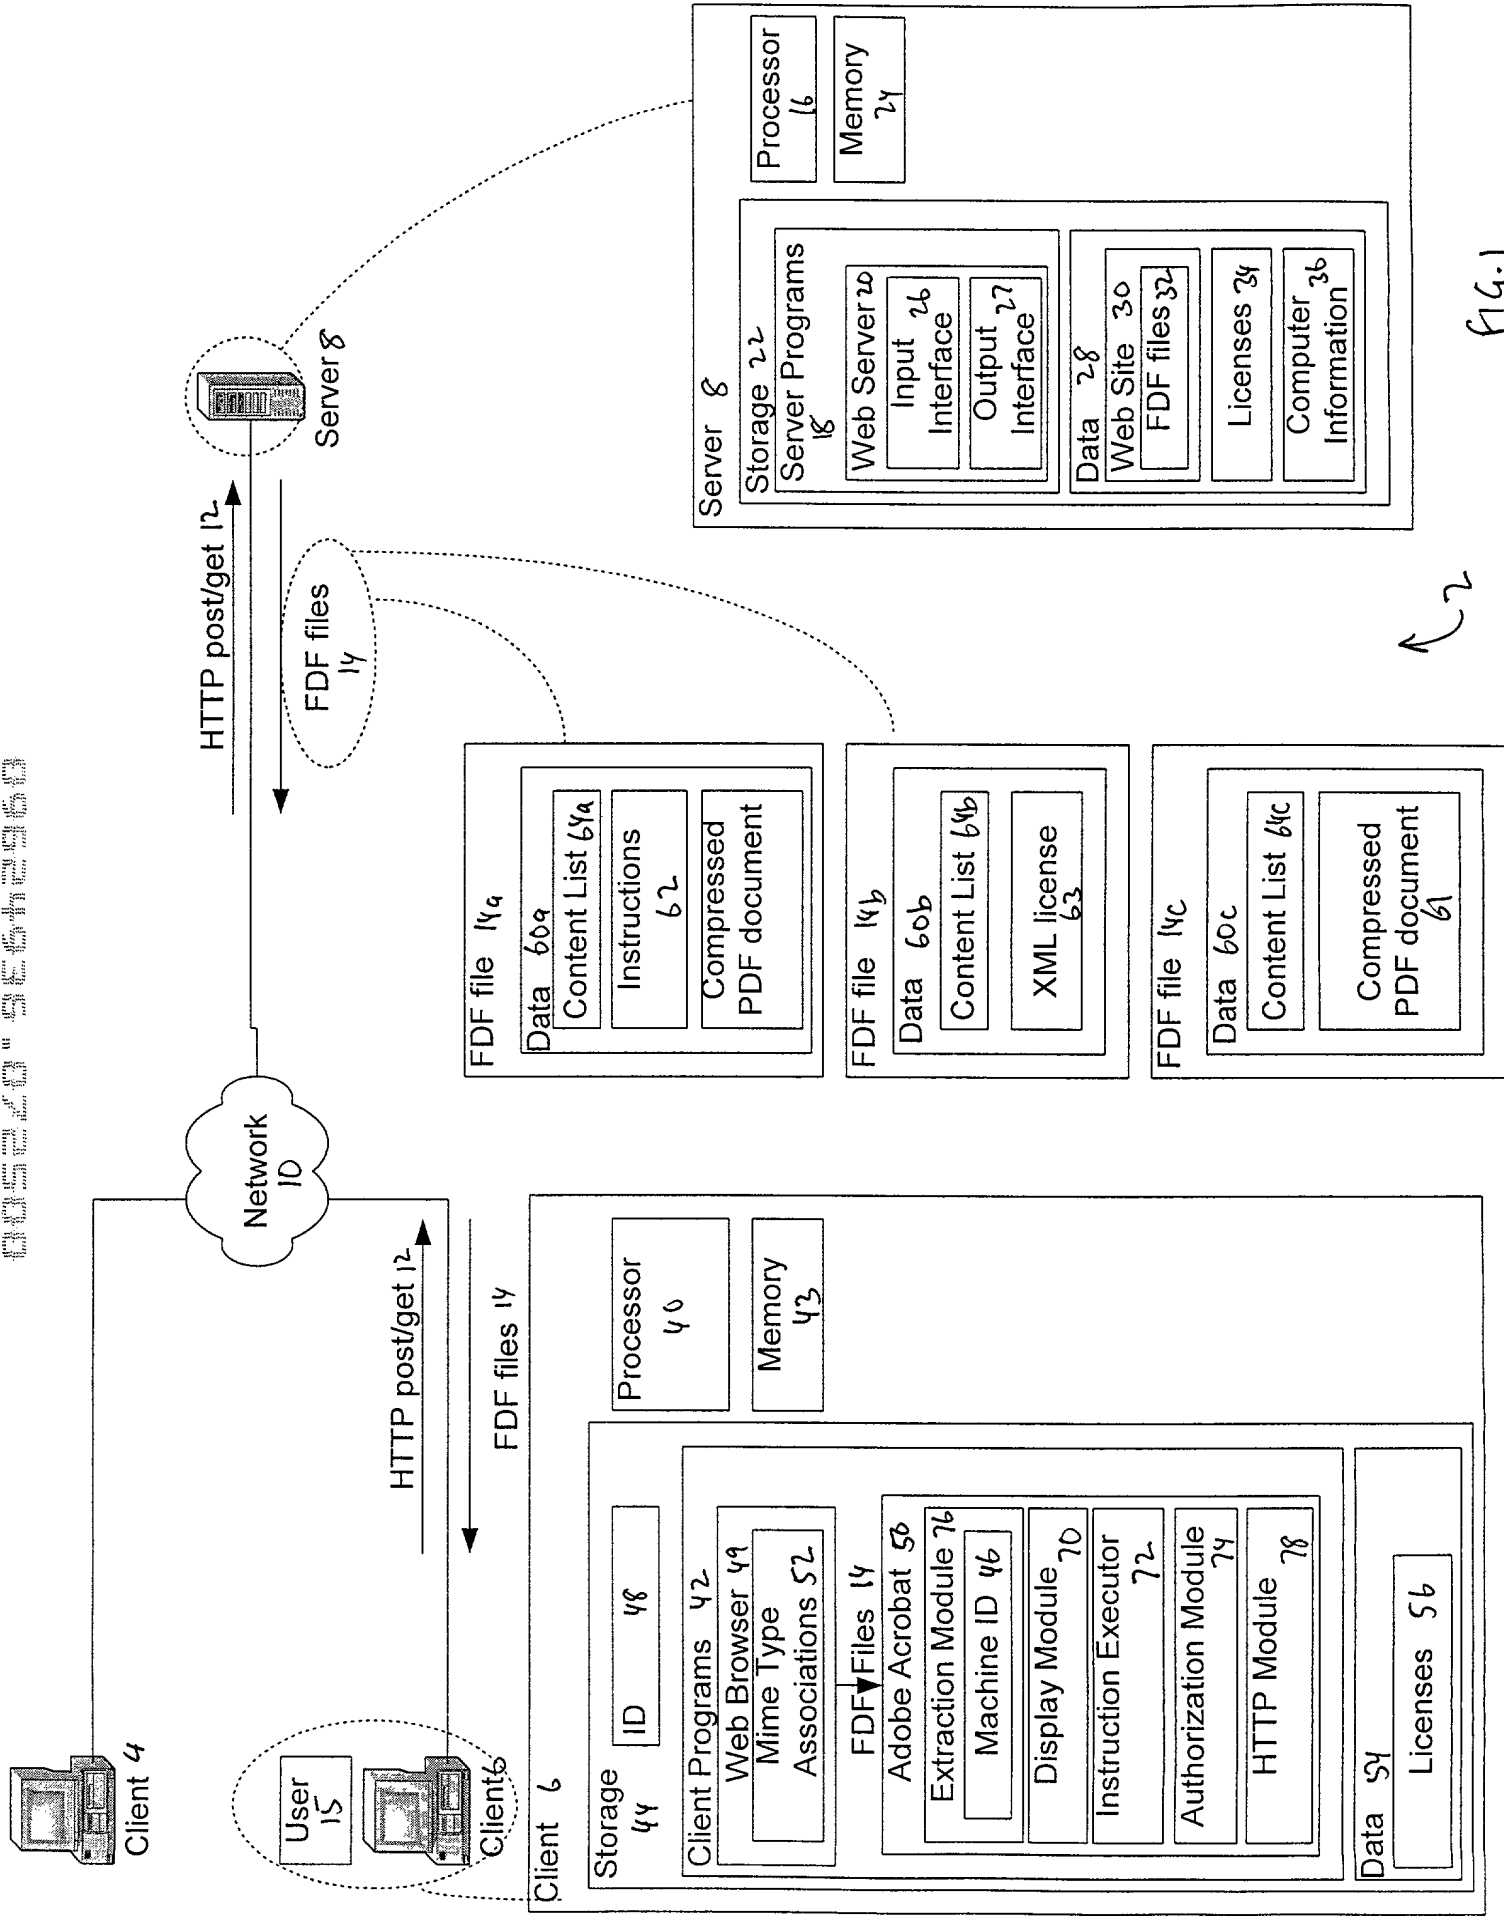 Client 4
User
15
Client 6
Network
10
HTTP post/get 12
FDF files 14
HTTP post/get 12
FDF files
14
Server 8
Client 6
Storage
44
ID 48
Client Programs 42
Web Browser 49
Mime Type
Associations 52
FDF Files 14
Adobe Acrobat 50
Extraction Module 76
Machine ID 46
Display Module
70
Instruction Executor
72
Authorization Module
74
HTTP Module
78
Data 54
Licenses 56
Processor
40
Memory
43
FDF file 14a
Data 60a
Content List 64a
Instructions
62
Compressed
PDF document
FDF file 14b
Data 60b
Content List 64b
XML license
63
FDF file 14c
Data 60c
Content List 64c
Compressed
PDF document
61
Server 8
Storage 22
Server Programs
18
Web Server 20
Input
Interface 26
Output
Interface 27
Data 28
Web Site 30
FDF files 32
Licenses 34
Computer
Information 36
Processor
16
Memory
24
2
FIG. 1